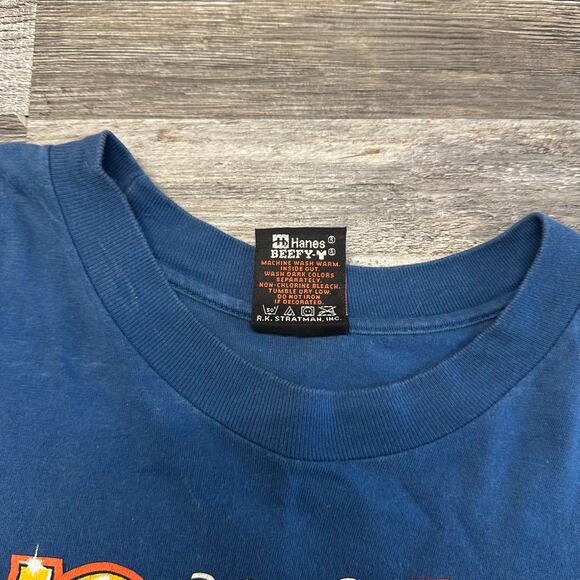 Hanes ®
BEEFY-T ®
MACHINE WASH WARM.
INSIDE OUT.
WASH DARK COLORS
SEPARATELY.
NON-CHLORINE BLEACH.
TUMBLE DRY LOW.
DO NOT IRON
IF DECORATED.
R.K. STRATMAN, INC.